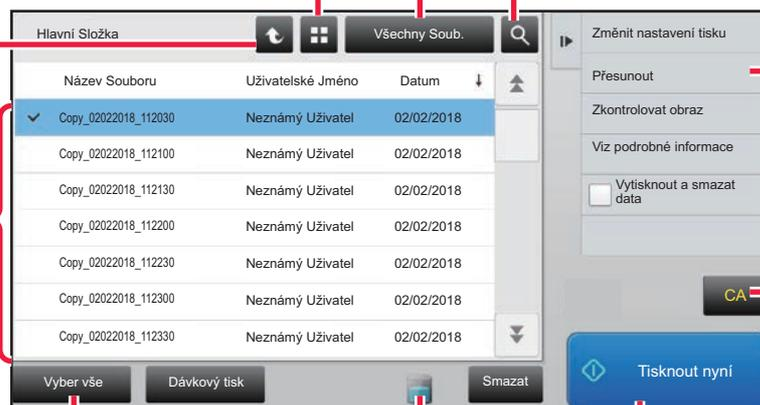 Hlavní Složka
Všechny Soub.
Název Souboru Uživatelské Jméno Datum
Copy_02022018_112030 Neznámý Uživatel 02/02/2018
Copy_02022018_112100 Neznámý Uživatel 02/02/2018
Copy_02022018_112130 Neznámý Uživatel 02/02/2018
Copy_02022018_112200 Neznámý Uživatel 02/02/2018
Copy_02022018_112230 Neznámý Uživatel 02/02/2018
Copy_02022018_112300 Neznámý Uživatel 02/02/2018
Copy_02022018_112330 Neznámý Uživatel 02/02/2018
Vyber vše
Dávkový tisk
Smazat
Změnit nastavení tisku
Přesunout
Zkontrolovat obraz
Viz podrobné informace
Vytisknout a smazat
data
CA
Tisknout nyní